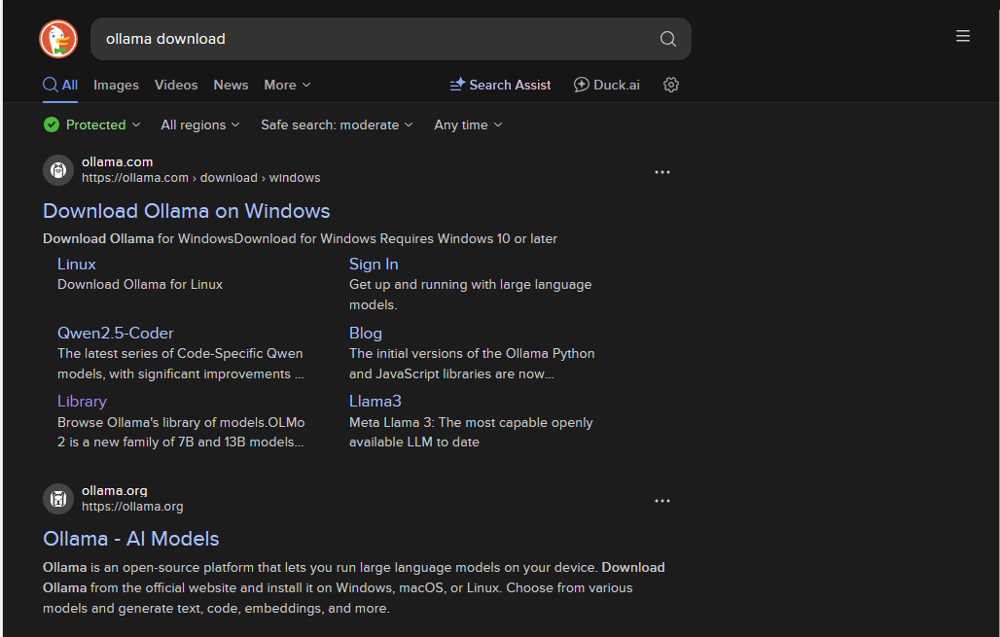 ollama download
All Images Videos News More Search Assist Duck.ai
Protected All regions Safe search: moderate Any time
ollama.com
https://ollama.com › download › windows
Download Ollama on Windows
Download Ollama for WindowsDownload for Windows Requires Windows 10 or later
Linux
Download Ollama for Linux
Sign In
Get up and running with large language
models.
Qwen2.5-Coder
The latest series of Code-Specific Qwen
models, with significant improvements ...
Blog
The initial versions of the Ollama Python
and JavaScript libraries are now...
Library
Browse Ollama's library of models.OLMo
2 is a new family of 7B and 13B models...
Llama3
Meta Llama 3: The most capable openly
available LLM to date
ollama.org
https://ollama.org
Ollama - AI Models
Ollama is an open-source platform that lets you run large language models on your device. Download
Ollama from the official website and install it on Windows, macOS, or Linux. Choose from various
models and generate text, code, embeddings, and more.